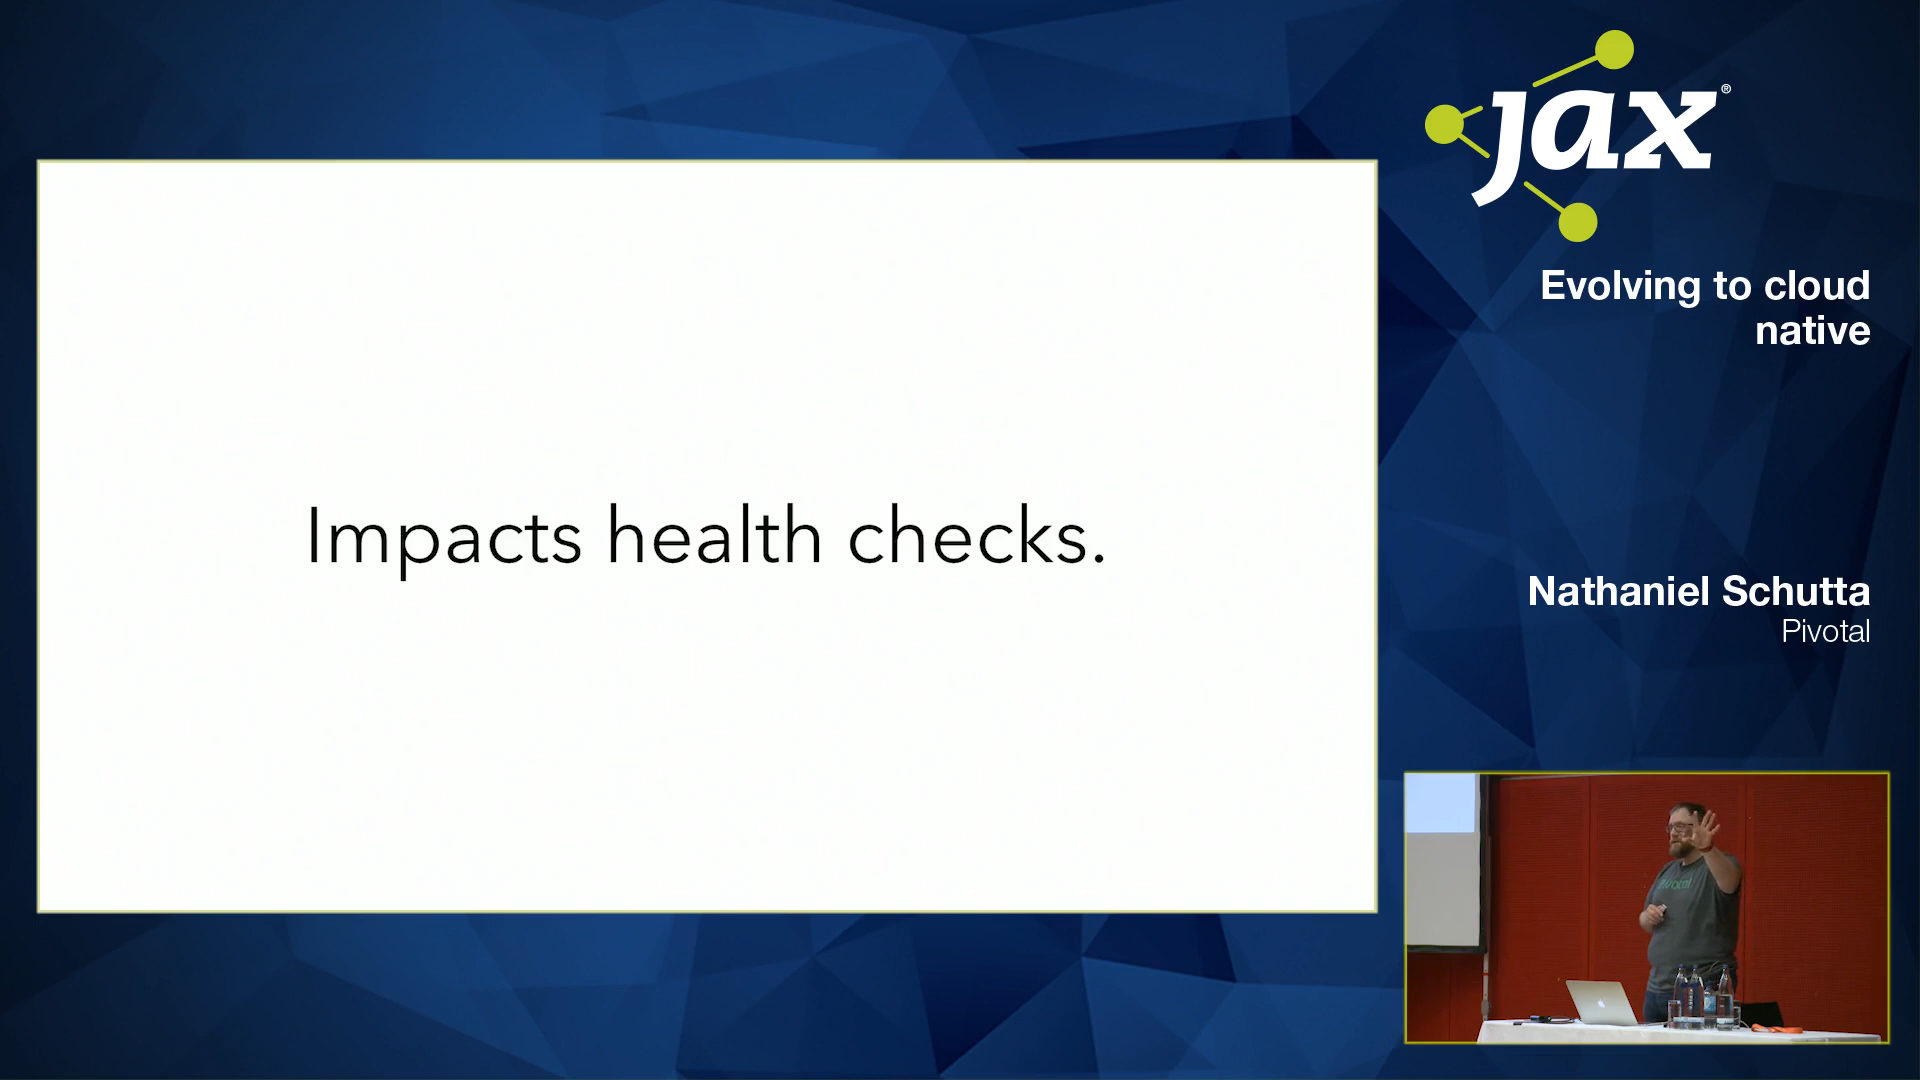 Impacts health checks.
jax®
Evolving to cloud
native
Nathaniel Schutta
Pivotal